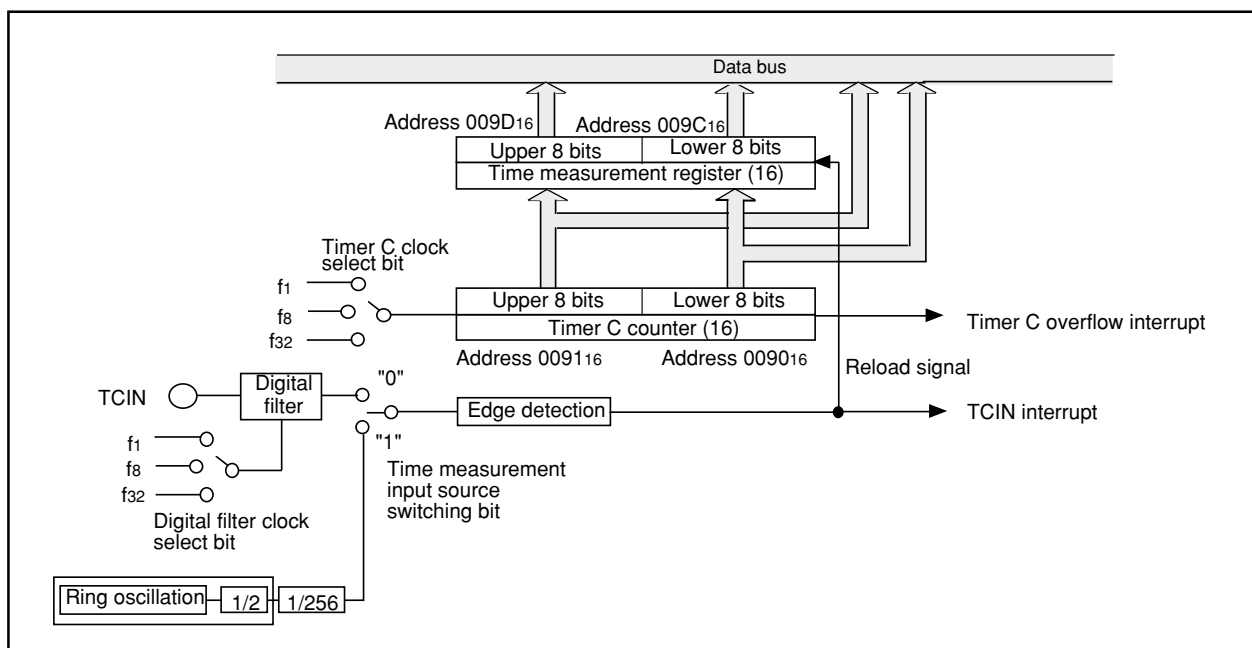 Data bus
Address 009D16
Address 009C16
Upper 8 bits
Lower 8 bits
Time measurement register (16)
Timer C clock
select bit
f1
f8
f32
Upper 8 bits
Lower 8 bits
Timer C counter (16)
Timer C overflow interrupt
Address 009116
Address 009016
Reload signal
TCIN
Digital
filter
"0"
Edge detection
TCIN interrupt
"1"
f1
f8
f32
Time measurement
input source
switching bit
Digital filter clock
select bit
Ring oscillation
1/2
1/256